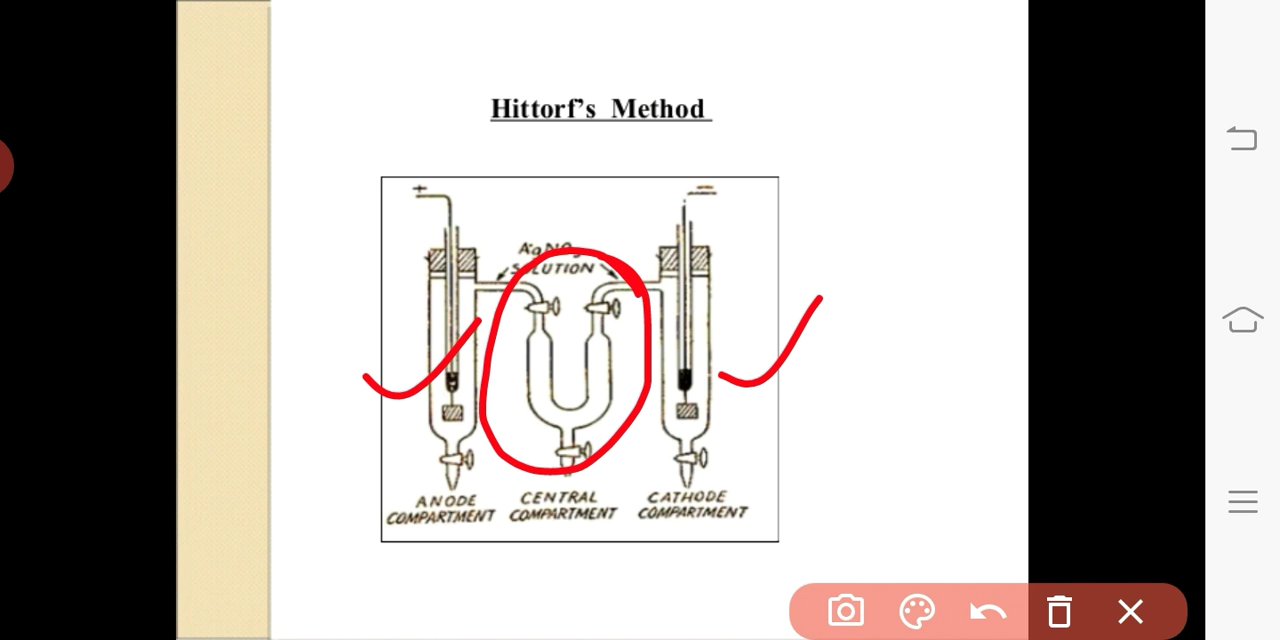 Hittorf's Method
+
−
AgNO3
SOLUTION
ANODE
COMPARTMENT
CENTRAL
COMPARTMENT
CATHODE
COMPARTMENT